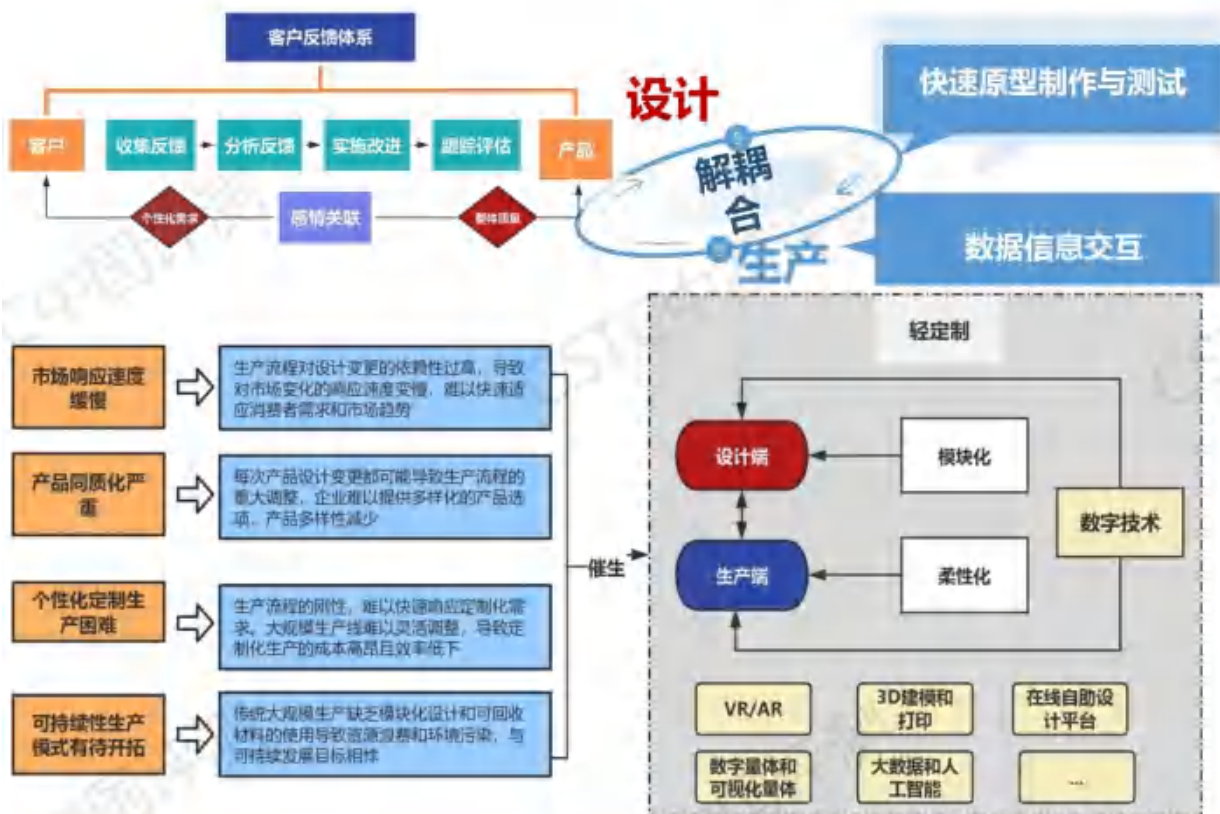 客户反馈体系
客户
收集反馈
分析反馈
实施改进
跟踪评估
产品
个性化需求
感情关联
整体质量
设计
解耦
合
生产
快速原型制作与测试
数据信息交互
市场响应速度
缓慢
生产流程对设计变更的依赖性过高，导致
对市场变化的响应速度变慢，难以快速适
应消费者需求和市场趋势
产品同质化严
重
每次产品设计变更都可能导致生产流程的
重大调整，企业难以提供多样化的产品选
项，产品多样性减少
个性化定制生
产困难
生产流程的刚性，难以快速响应定制化需
求。大规模生产线难以灵活调整，导致定
制化生产的成本高昂且效率低下
可持续性生产
模式有待开拓
传统大规模生产缺乏模块化设计和可回收
材料的使用导致资源浪费和环境污染，与
可持续发展目标相悖
催生
轻定制
设计端
模块化
数字技术
生产端
柔性化
VR/AR
3D建模和
打印
在线自助设
计平台
数字量体和
可视化量体
大数据和人
工智能
...